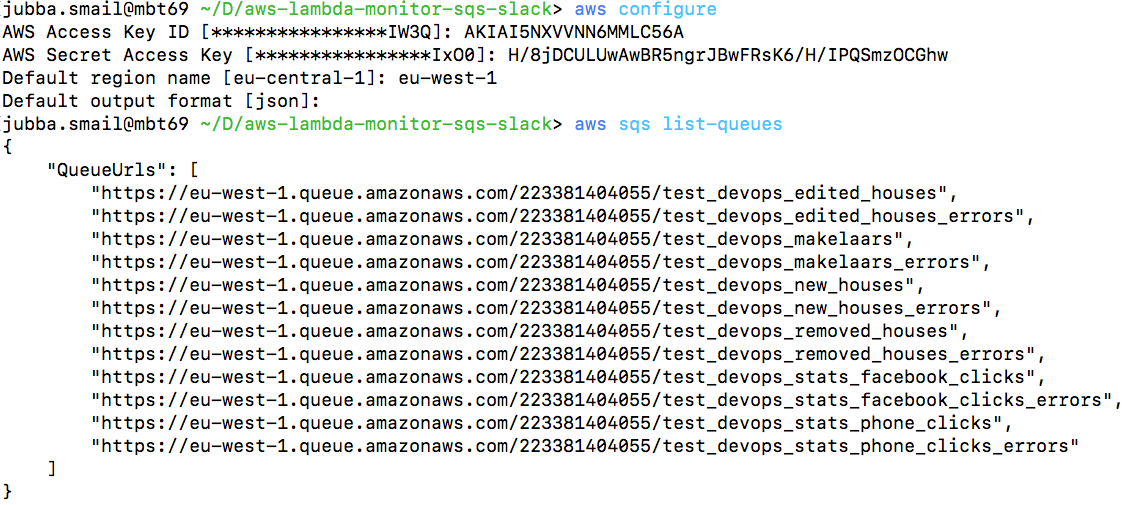 (jubba.smail@mbt69 ~/D/aws-lambda-monitor-sqs-slack> aws configure
AWS Access Key ID [****************IW3Q]: AKIAI5NXVVNN6MMLC56A
AWS Secret Access Key [****************IxO0]: 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
Default region name [eu-central-1]: eu-west-1
Default output format [json]:
(jubba.smail@mbt69 ~/D/aws-lambda-monitor-sqs-slack> aws sqs list-queues
{
    "QueueUrls": [
        "https://eu-west-1.queue.amazonaws.com/223381404055/test_devops_edited_houses",
        "https://eu-west-1.queue.amazonaws.com/223381404055/test_devops_edited_houses_errors",
        "https://eu-west-1.queue.amazonaws.com/223381404055/test_devops_makelaars",
        "https://eu-west-1.queue.amazonaws.com/223381404055/test_devops_makelaars_errors",
        "https://eu-west-1.queue.amazonaws.com/223381404055/test_devops_new_houses",
        "https://eu-west-1.queue.amazonaws.com/223381404055/test_devops_new_houses_errors",
        "https://eu-west-1.queue.amazonaws.com/223381404055/test_devops_removed_houses",
        "https://eu-west-1.queue.amazonaws.com/223381404055/test_devops_removed_houses_errors",
        "https://eu-west-1.queue.amazonaws.com/223381404055/test_devops_stats_facebook_clicks",
        "https://eu-west-1.queue.amazonaws.com/223381404055/test_devops_stats_facebook_clicks_errors",
        "https://eu-west-1.queue.amazonaws.com/223381404055/test_devops_stats_phone_clicks",
        "https://eu-west-1.queue.amazonaws.com/223381404055/test_devops_stats_phone_clicks_errors"
    ]
}